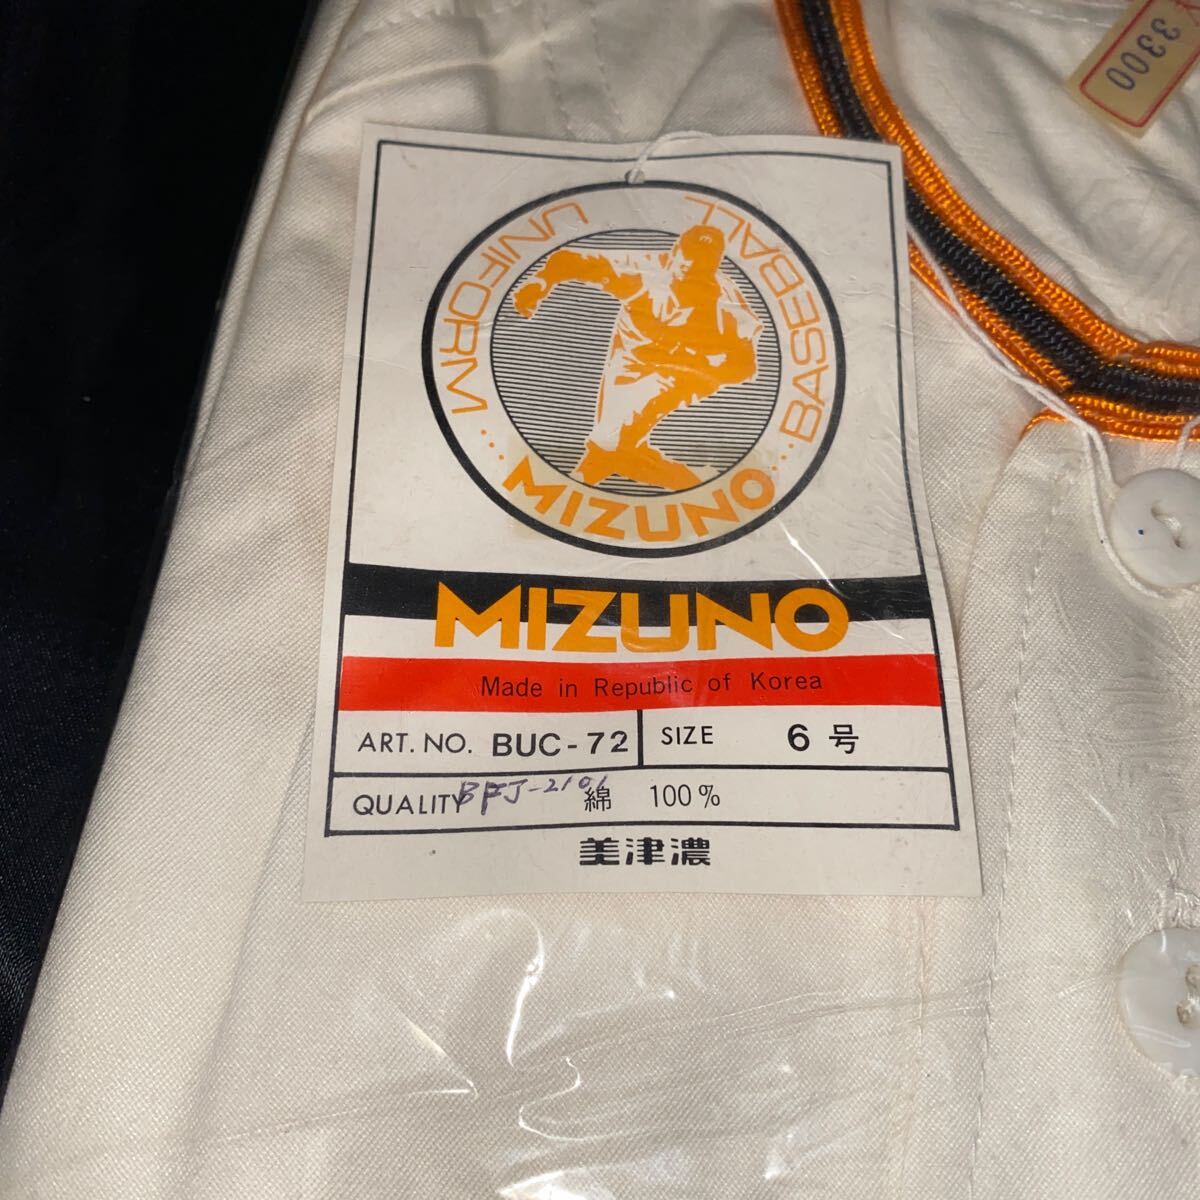 3300
UNIFORM
BASEBALL
....MIZUNO....
MIZUNO
Made in Republic of Korea
ART. NO. BUC-72 SIZE 6号
QUALITY BFJ-2101 綿 100%
美津濃